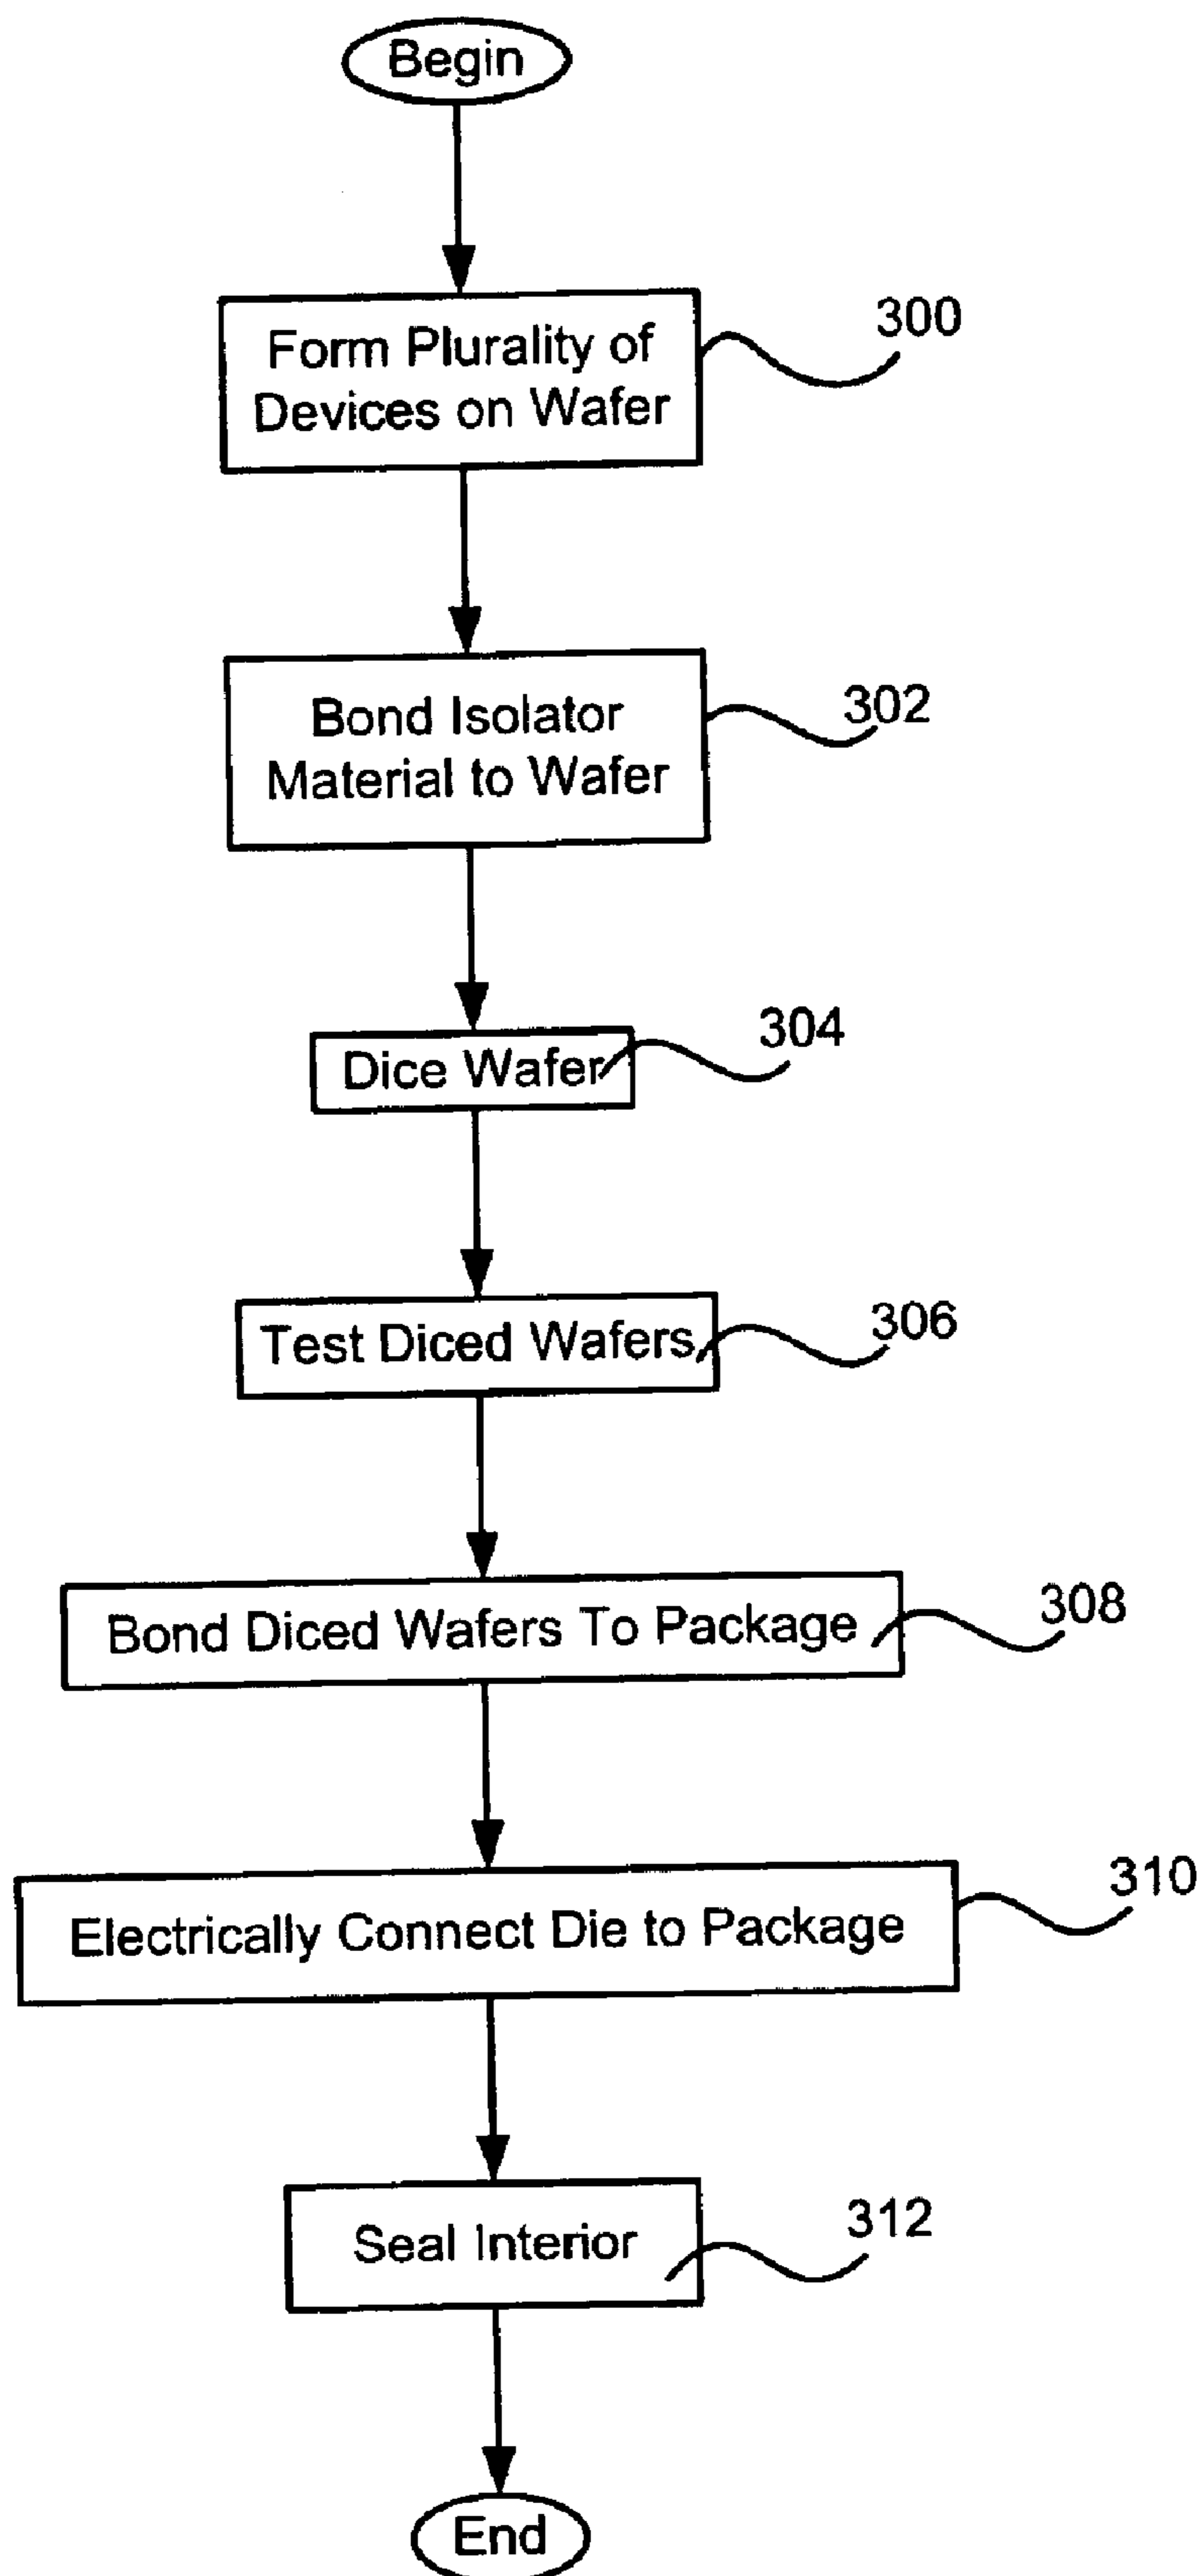 Begin
Form Plurality of
Devices on Wafer
300
Bond Isolator
Material to Wafer
302
Dice Wafer
304
Test Diced Wafers
306
Bond Diced Wafers To Package
308
Electrically Connect Die to Package
310
Seal Interior
312
End